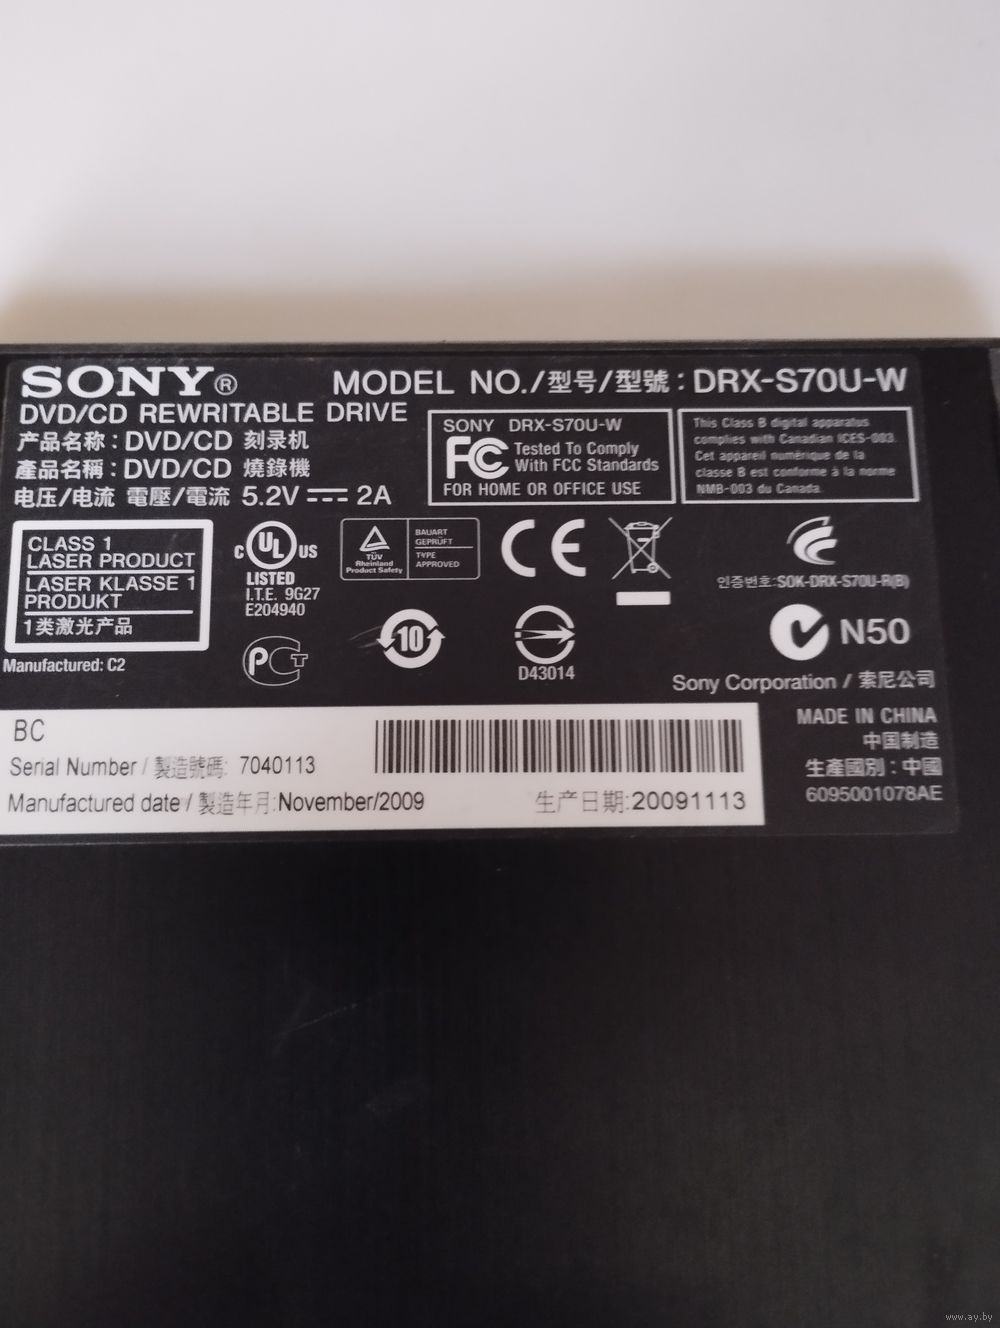 SONY® MODEL NO./型号/型號 : DRX-S70U-W
DVD/CD REWRITABLE DRIVE
产品名称 : DVD/CD 刻录机
產品名稱 : DVD/CD 燒錄機
电压/电流 電壓/電流 5.2V 2A
SONY DRX-S70U-W
FC Tested To Comply
With FCC Standards
FOR HOME OR OFFICE USE
This Class B digital apparatus
complies with Canadian ICES-003.
Cet appareil numérique de la
classe B est conforme à la norme
NMB-003 du Canada.
CLASS 1
LASER PRODUCT
LASER KLASSE 1
PRODUKT
1类激光产品
Manufactured: C2
C UL US
LISTED
I.T.E. 9G27
E204940
TÜV
Rheinland
Product Safety
BAUART
GEPRÜFT
TYPE
APPROVED
CE
인증번호:SOK-DRX-S70U-R(B)
PCT
10
D43014
N50
Sony Corporation / 索尼公司
BC
Serial Number / 製造號碼: 7040113
Manufactured date / 製造年月:November/2009
生产日期:20091113
MADE IN CHINA
中国制造
生產國別 : 中國
6095001078AE
www.ay.by